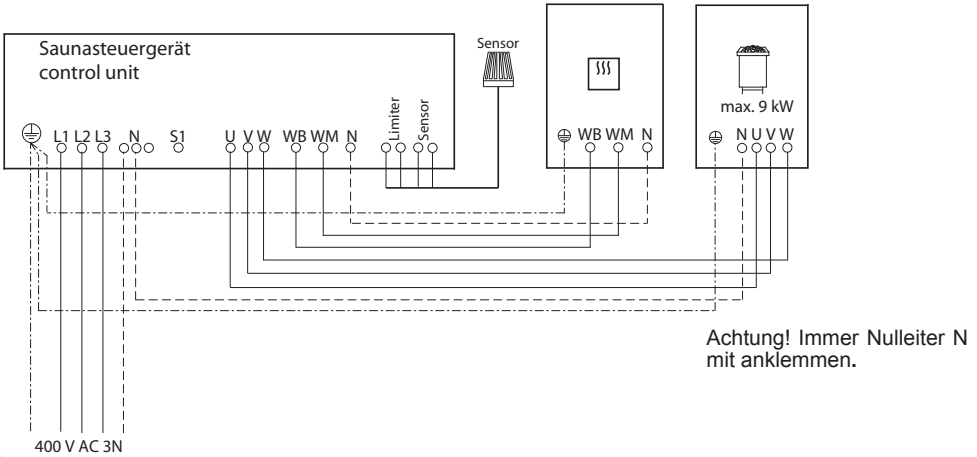 Saunasteuergerät
control unit
Sensor
max. 9 kW
L1 L2 L3 N S1 U V W WB WM N Limiter Sensor
WB WM N
N U V W
Achtung! Immer Nulleiter N
mit anklemmen.
400 V AC 3N